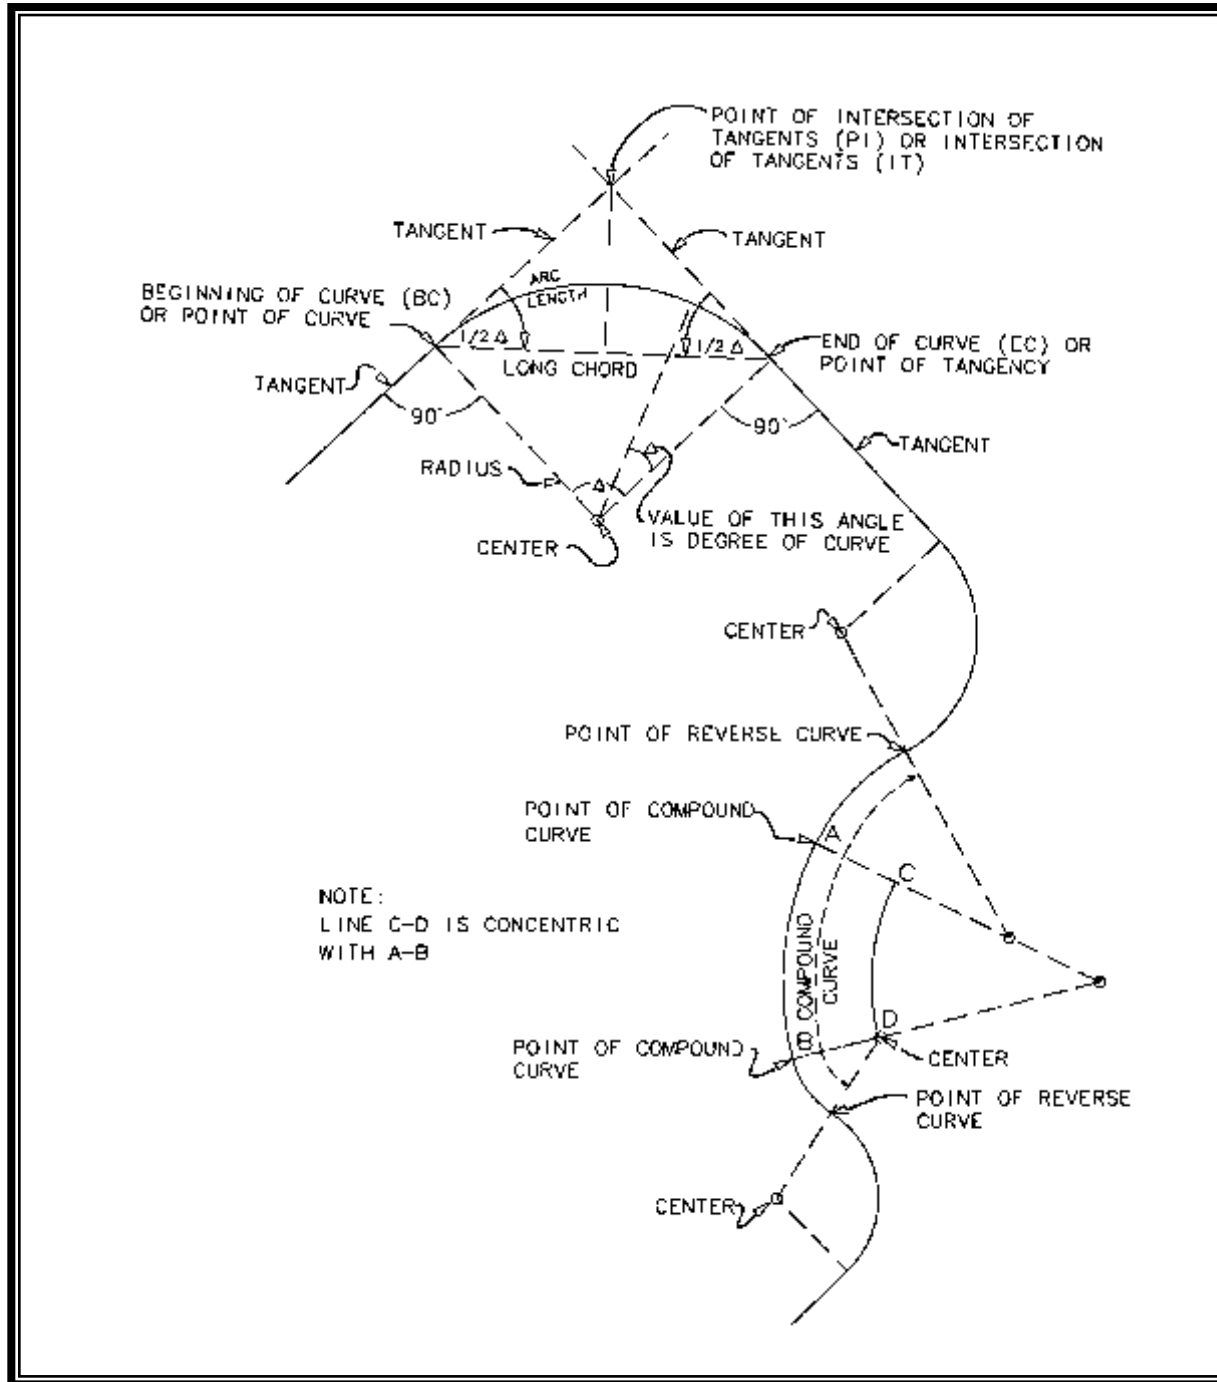 POINT OF INTERSECTION OF
TANGENTS (PI) OR INTERSECTION
OF TANGENTS (IT)
TANGENT
TANGENT
ARC
LENGTH
BEGINNING OF CURVE (BC)
OR POINT OF CURVE
1/2 Δ
1/2 Δ
END OF CURVE (EC) OR
POINT OF TANGENCY
LONG CHORD
TANGENT
90°
90°
TANGENT
RADIUS
Δ
VALUE OF THIS ANGLE
IS DEGREE OF CURVE
CENTER
CENTER
POINT OF REVERSE CURVE
POINT OF COMPOUND
CURVE
A
C
NOTE:
LINE C-D IS CONCENTRIC
WITH A-B
COMPOUND
CURVE
B
D
POINT OF COMPOUND
CURVE
CENTER
POINT OF REVERSE
CURVE
CENTER